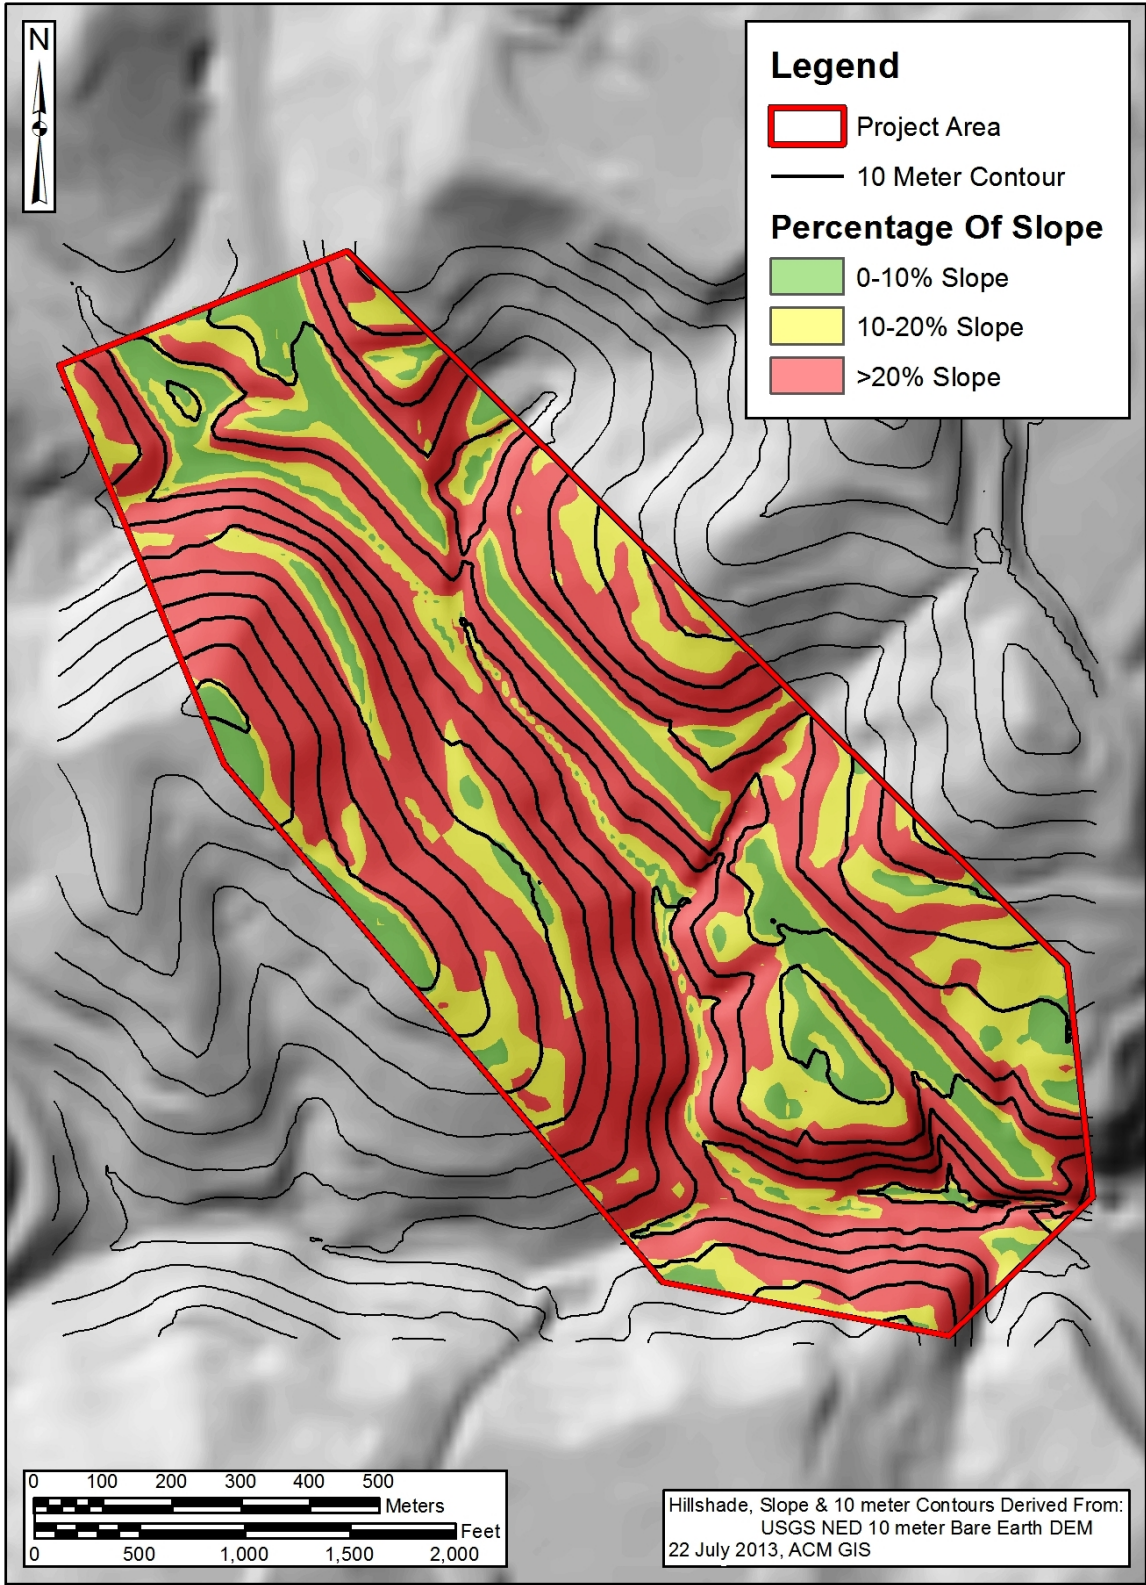 N
Legend
Project Area
10 Meter Contour
Percentage Of Slope
0-10% Slope
10-20% Slope
>20% Slope
0 100 200 300 400 500
Meters
Feet
0 500 1,000 1,500 2,000
Hillshade, Slope & 10 meter Contours Derived From:
USGS NED 10 meter Bare Earth DEM
22 July 2013, ACM GIS